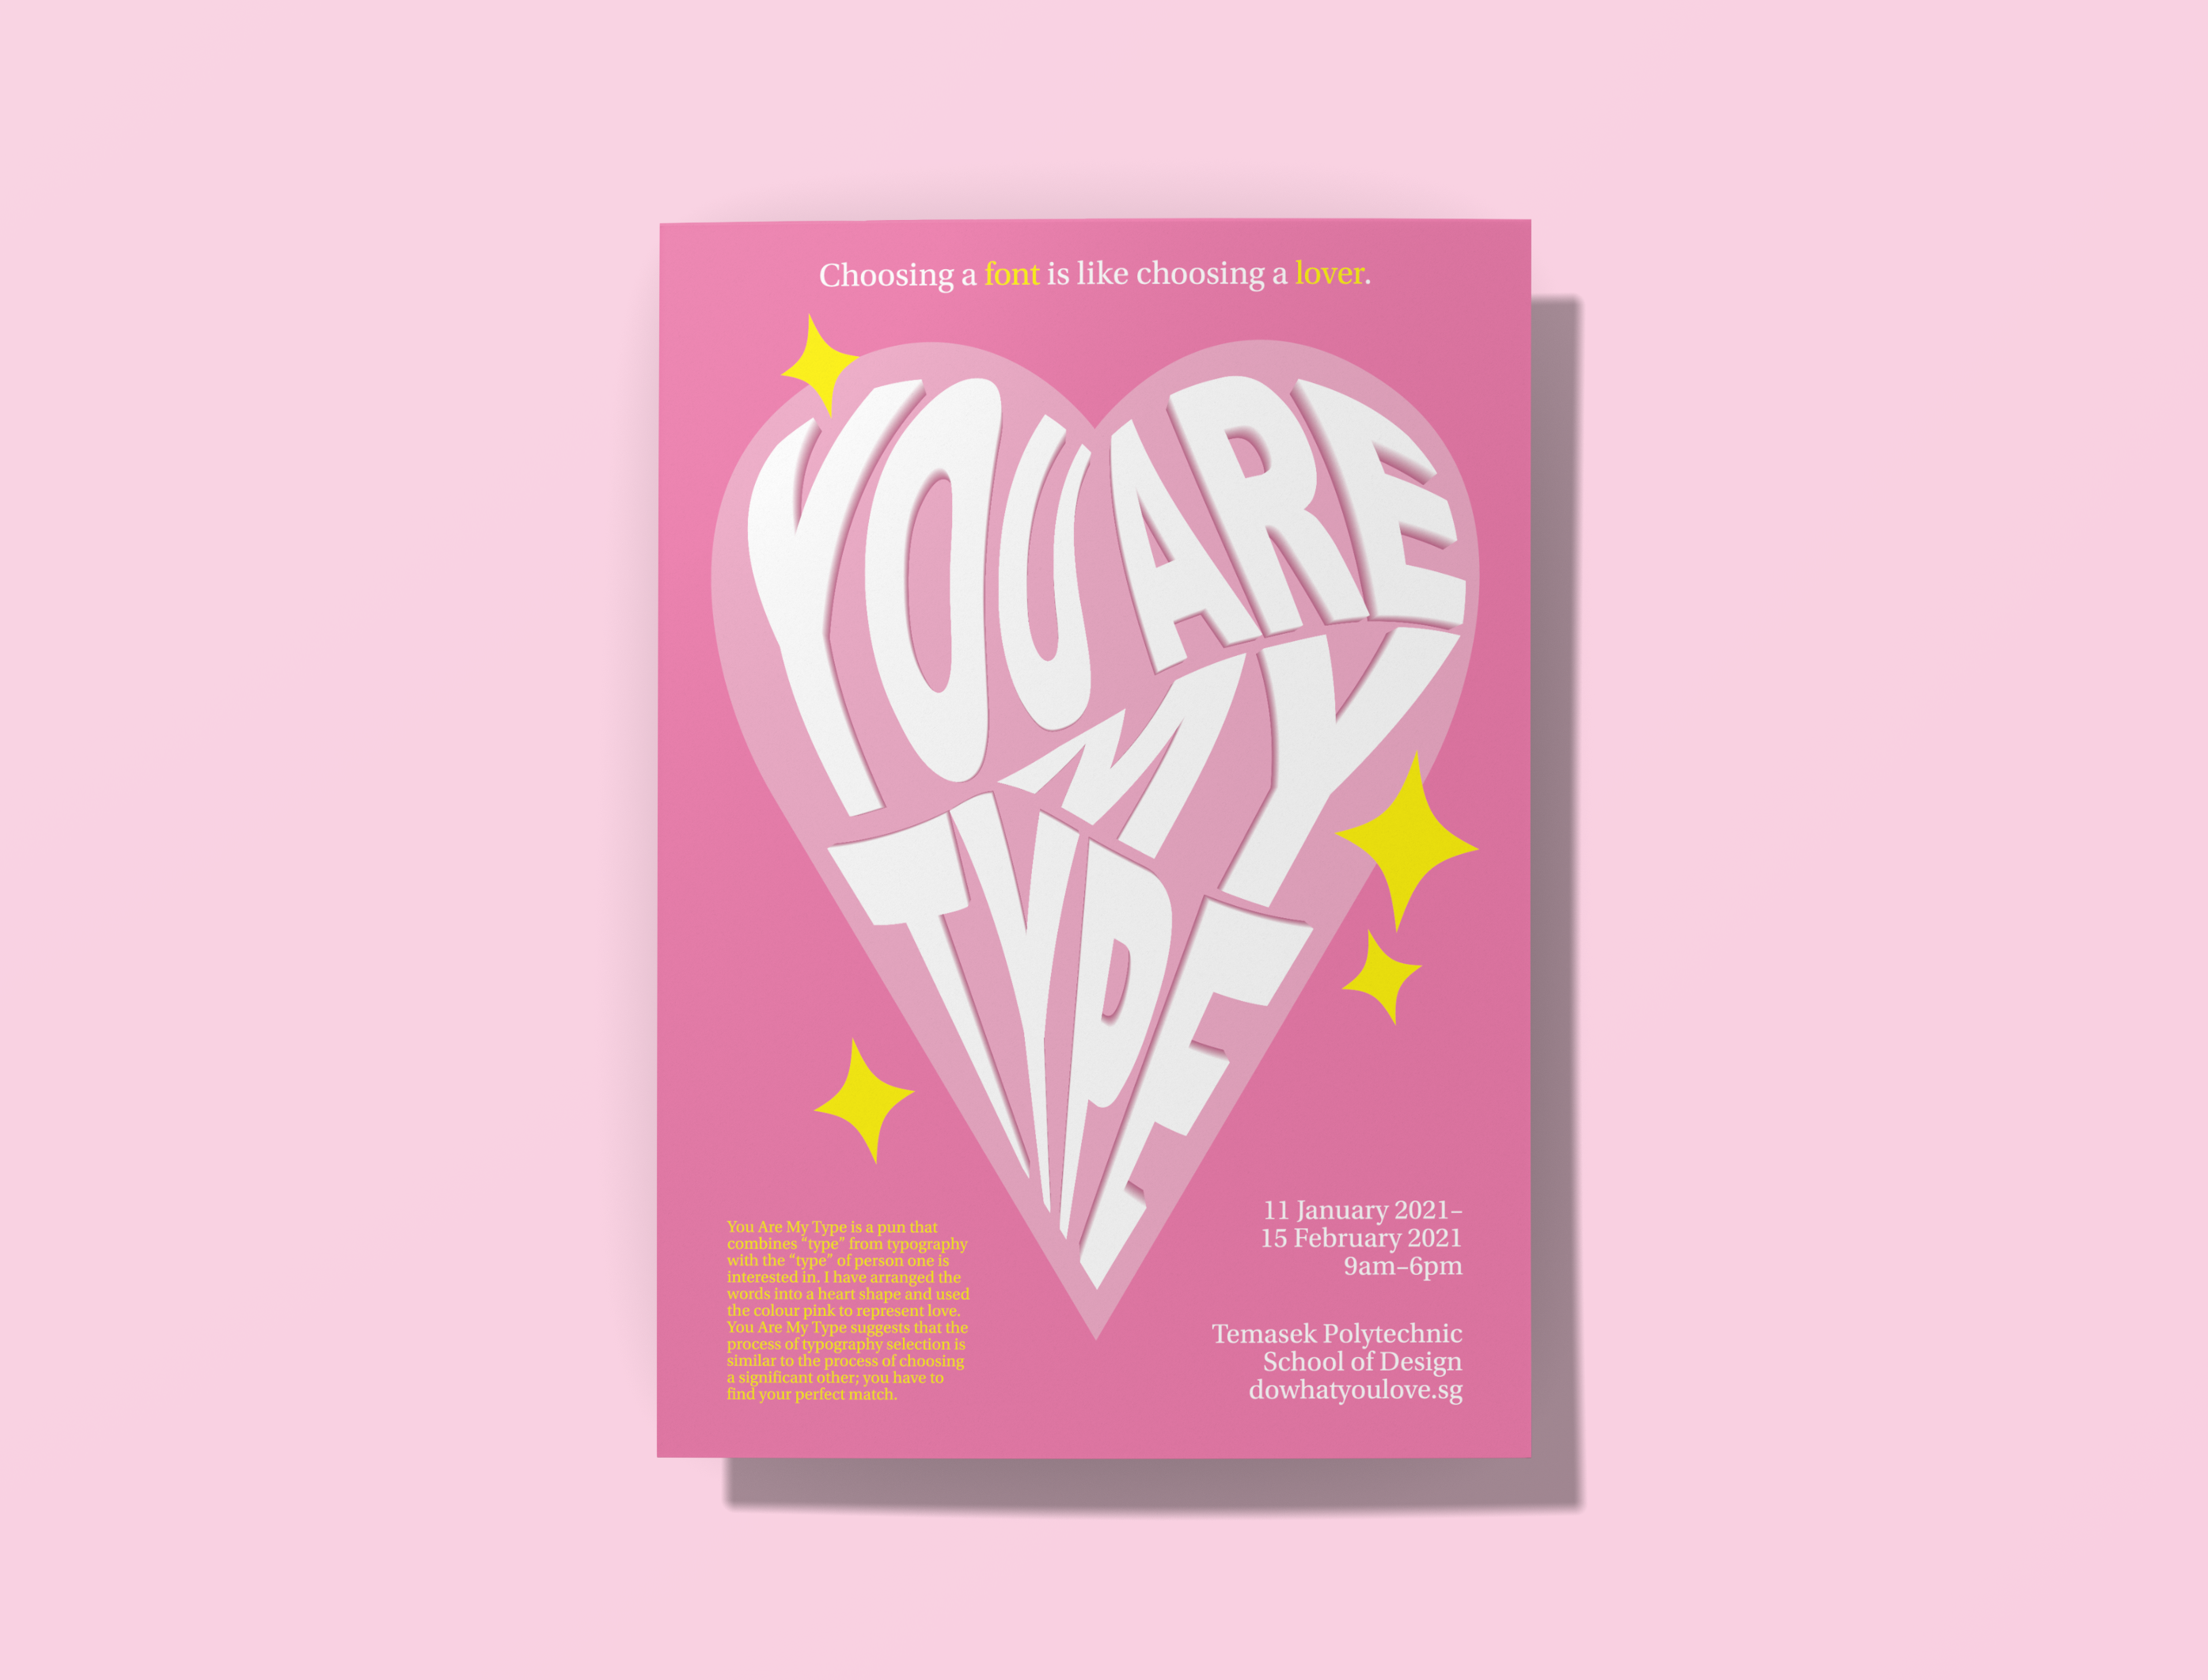 Choosing a font is like choosing a lover.
YOU ARE
MY
TYPE
You Are My Type is a pun that
combines “type” from typography
with the “type” of person one is
interested in. I have arranged the
words into a heart shape and used
the colour pink to represent love.
You Are My Type suggests that the
process of typography selection is
similar to the process of choosing
a significant other; you have to
find your perfect match.
11 January 2021–
15 February 2021
9am–6pm
Temasek Polytechnic
School of Design
dowhatyoulove.sg